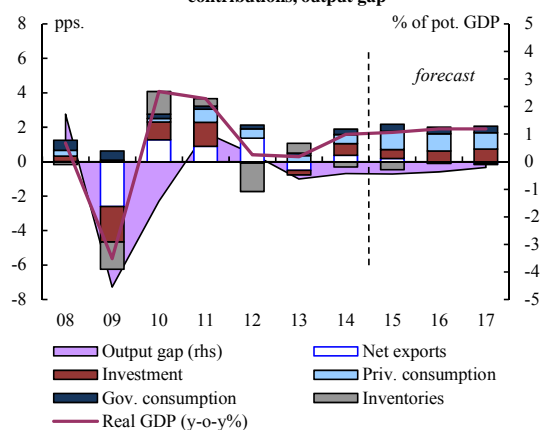 contributions, output gap
pps. % of pot. GDP
8 5
6 4
4 3
2 2
0 1
-2 0
-4 -1
-6 -2
-8 -3
-4
-5
forecast
08 09 10 11 12 13 14 15 16 17
Output gap (rhs) Net exports
Investment Priv. consumption
Gov. consumption Inventories
Real GDP (y-o-y%)